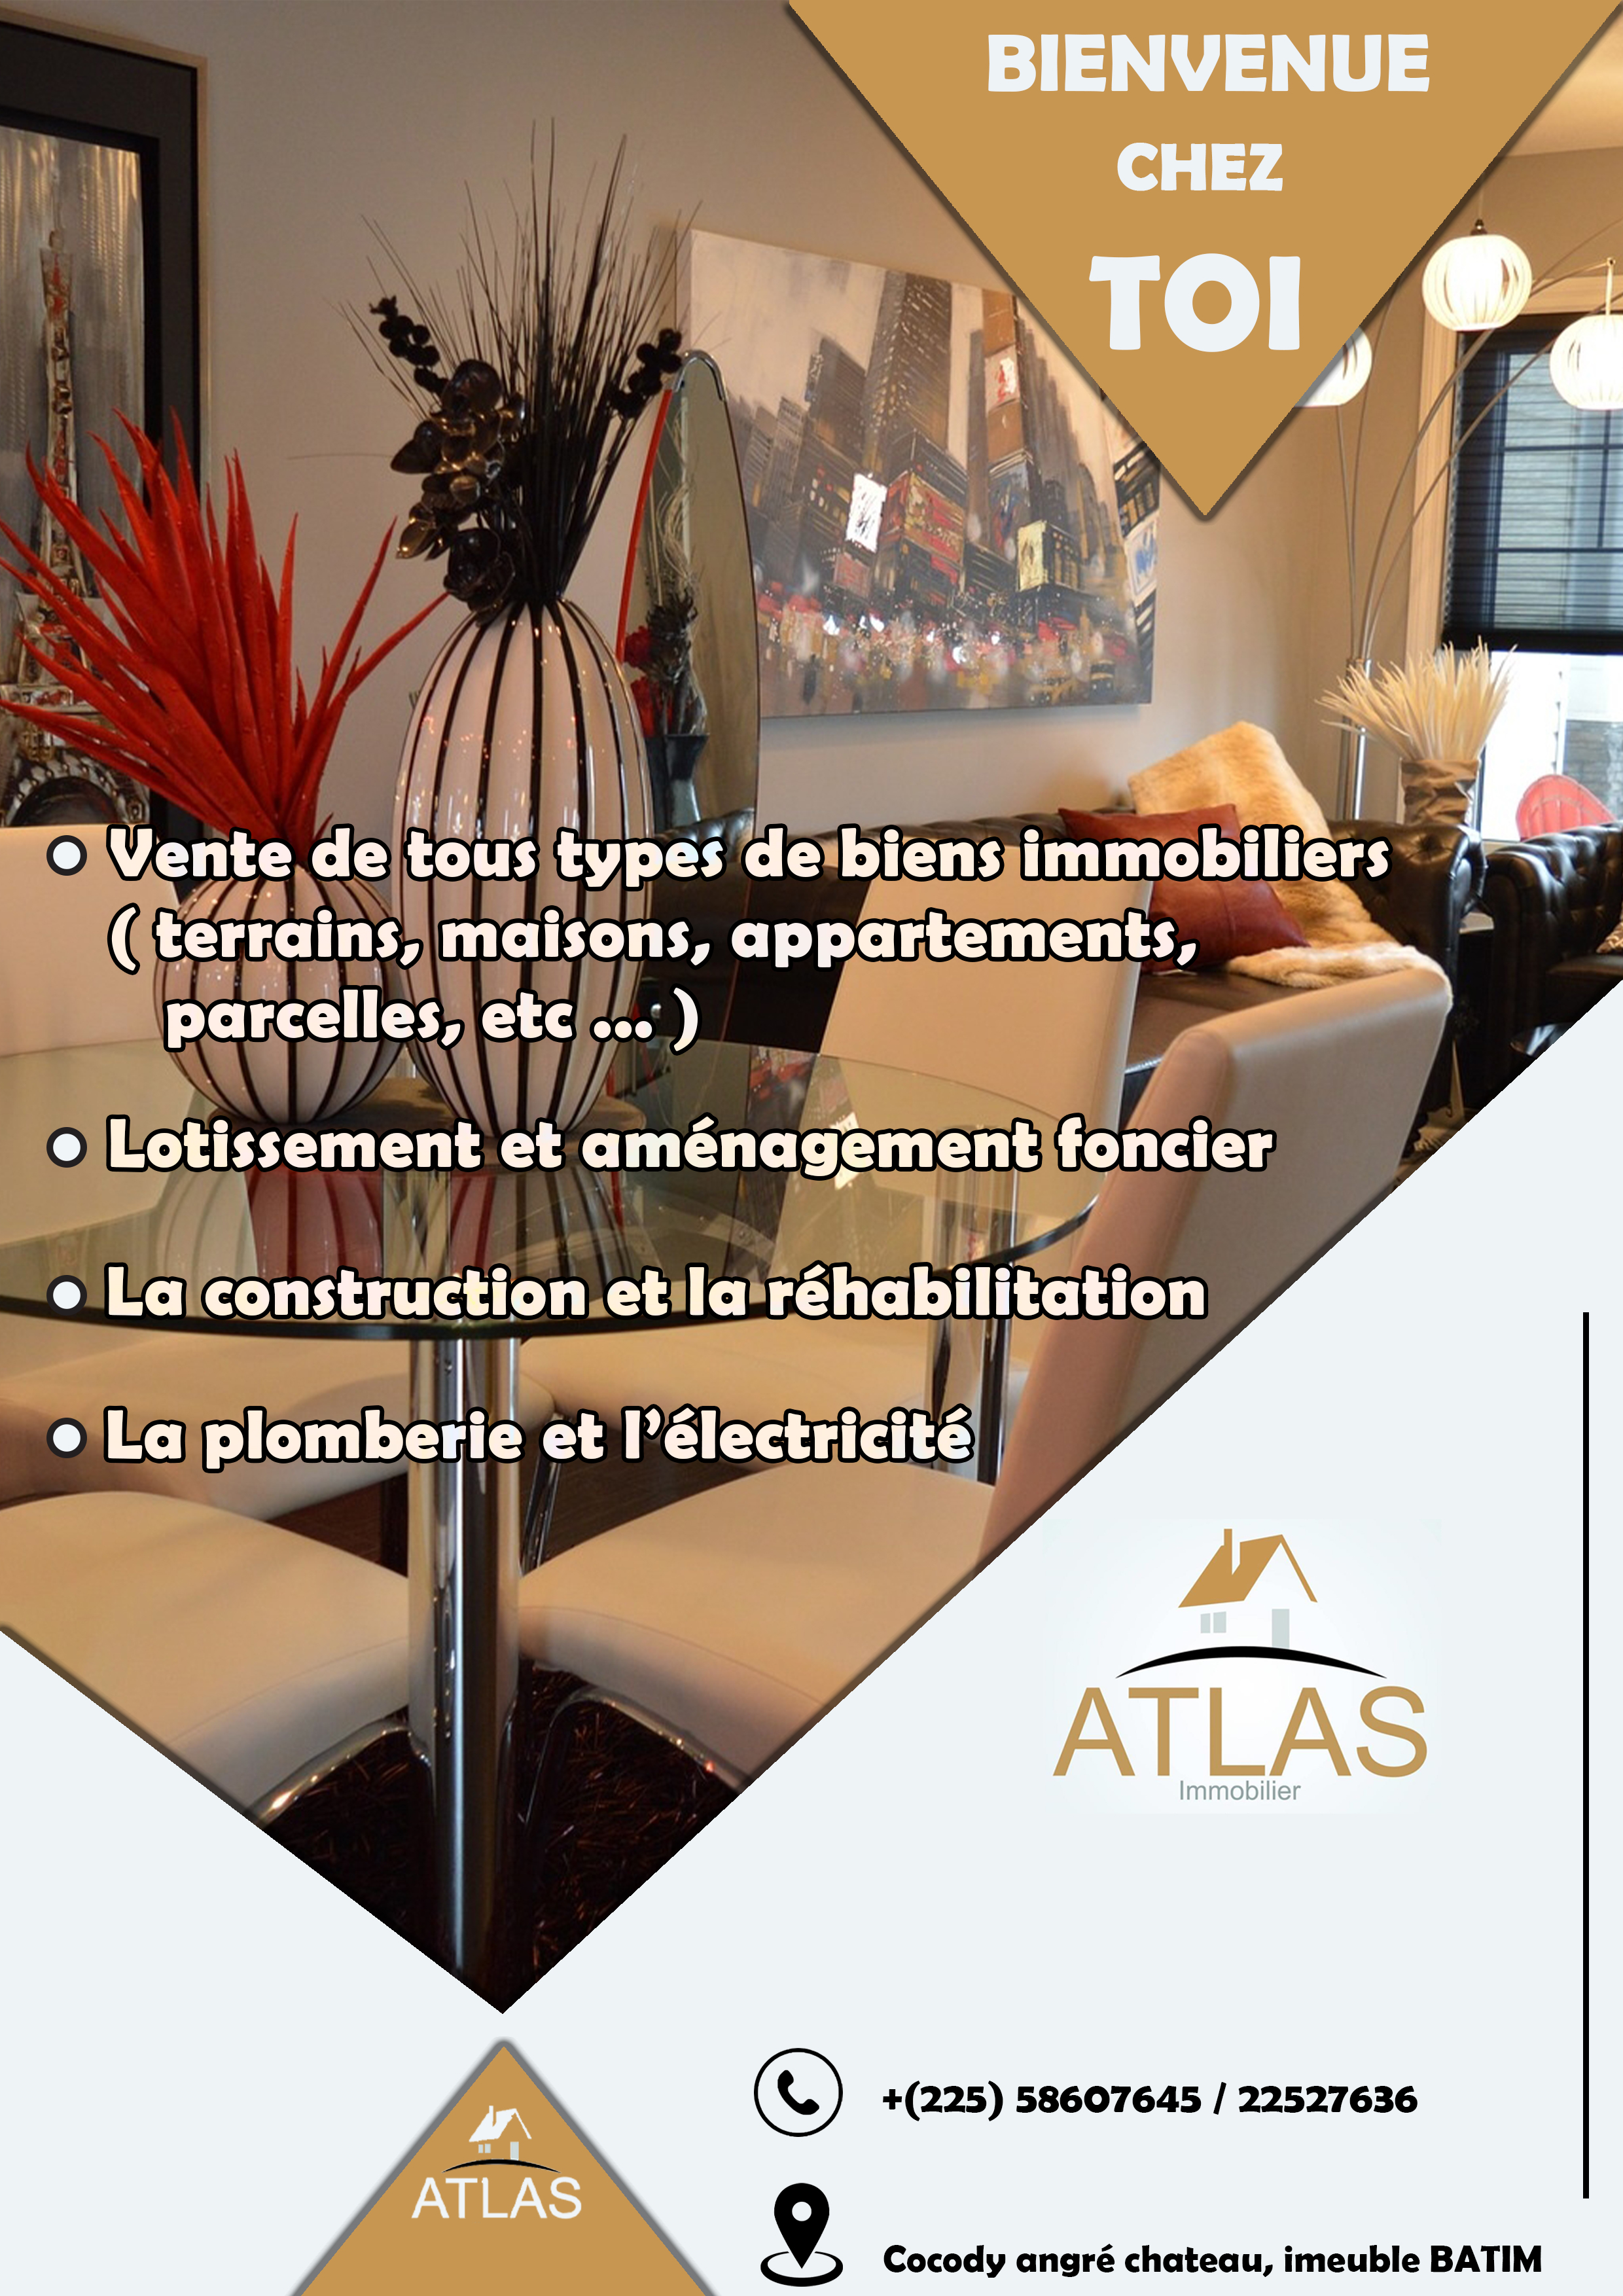 BIENVENUE
CHEZ
TOI
Vente de tous types de biens immobiliers
( terrains, maisons, appartements,
parcelles, etc ... )
Lotissement et aménagement foncier
La construction et la réhabilitation
La plomberie et l’électricité
ATLAS
Immobilier
ATLAS
+(225) 58607645 / 22527636
Cocody angré chateau, imeuble BATIM